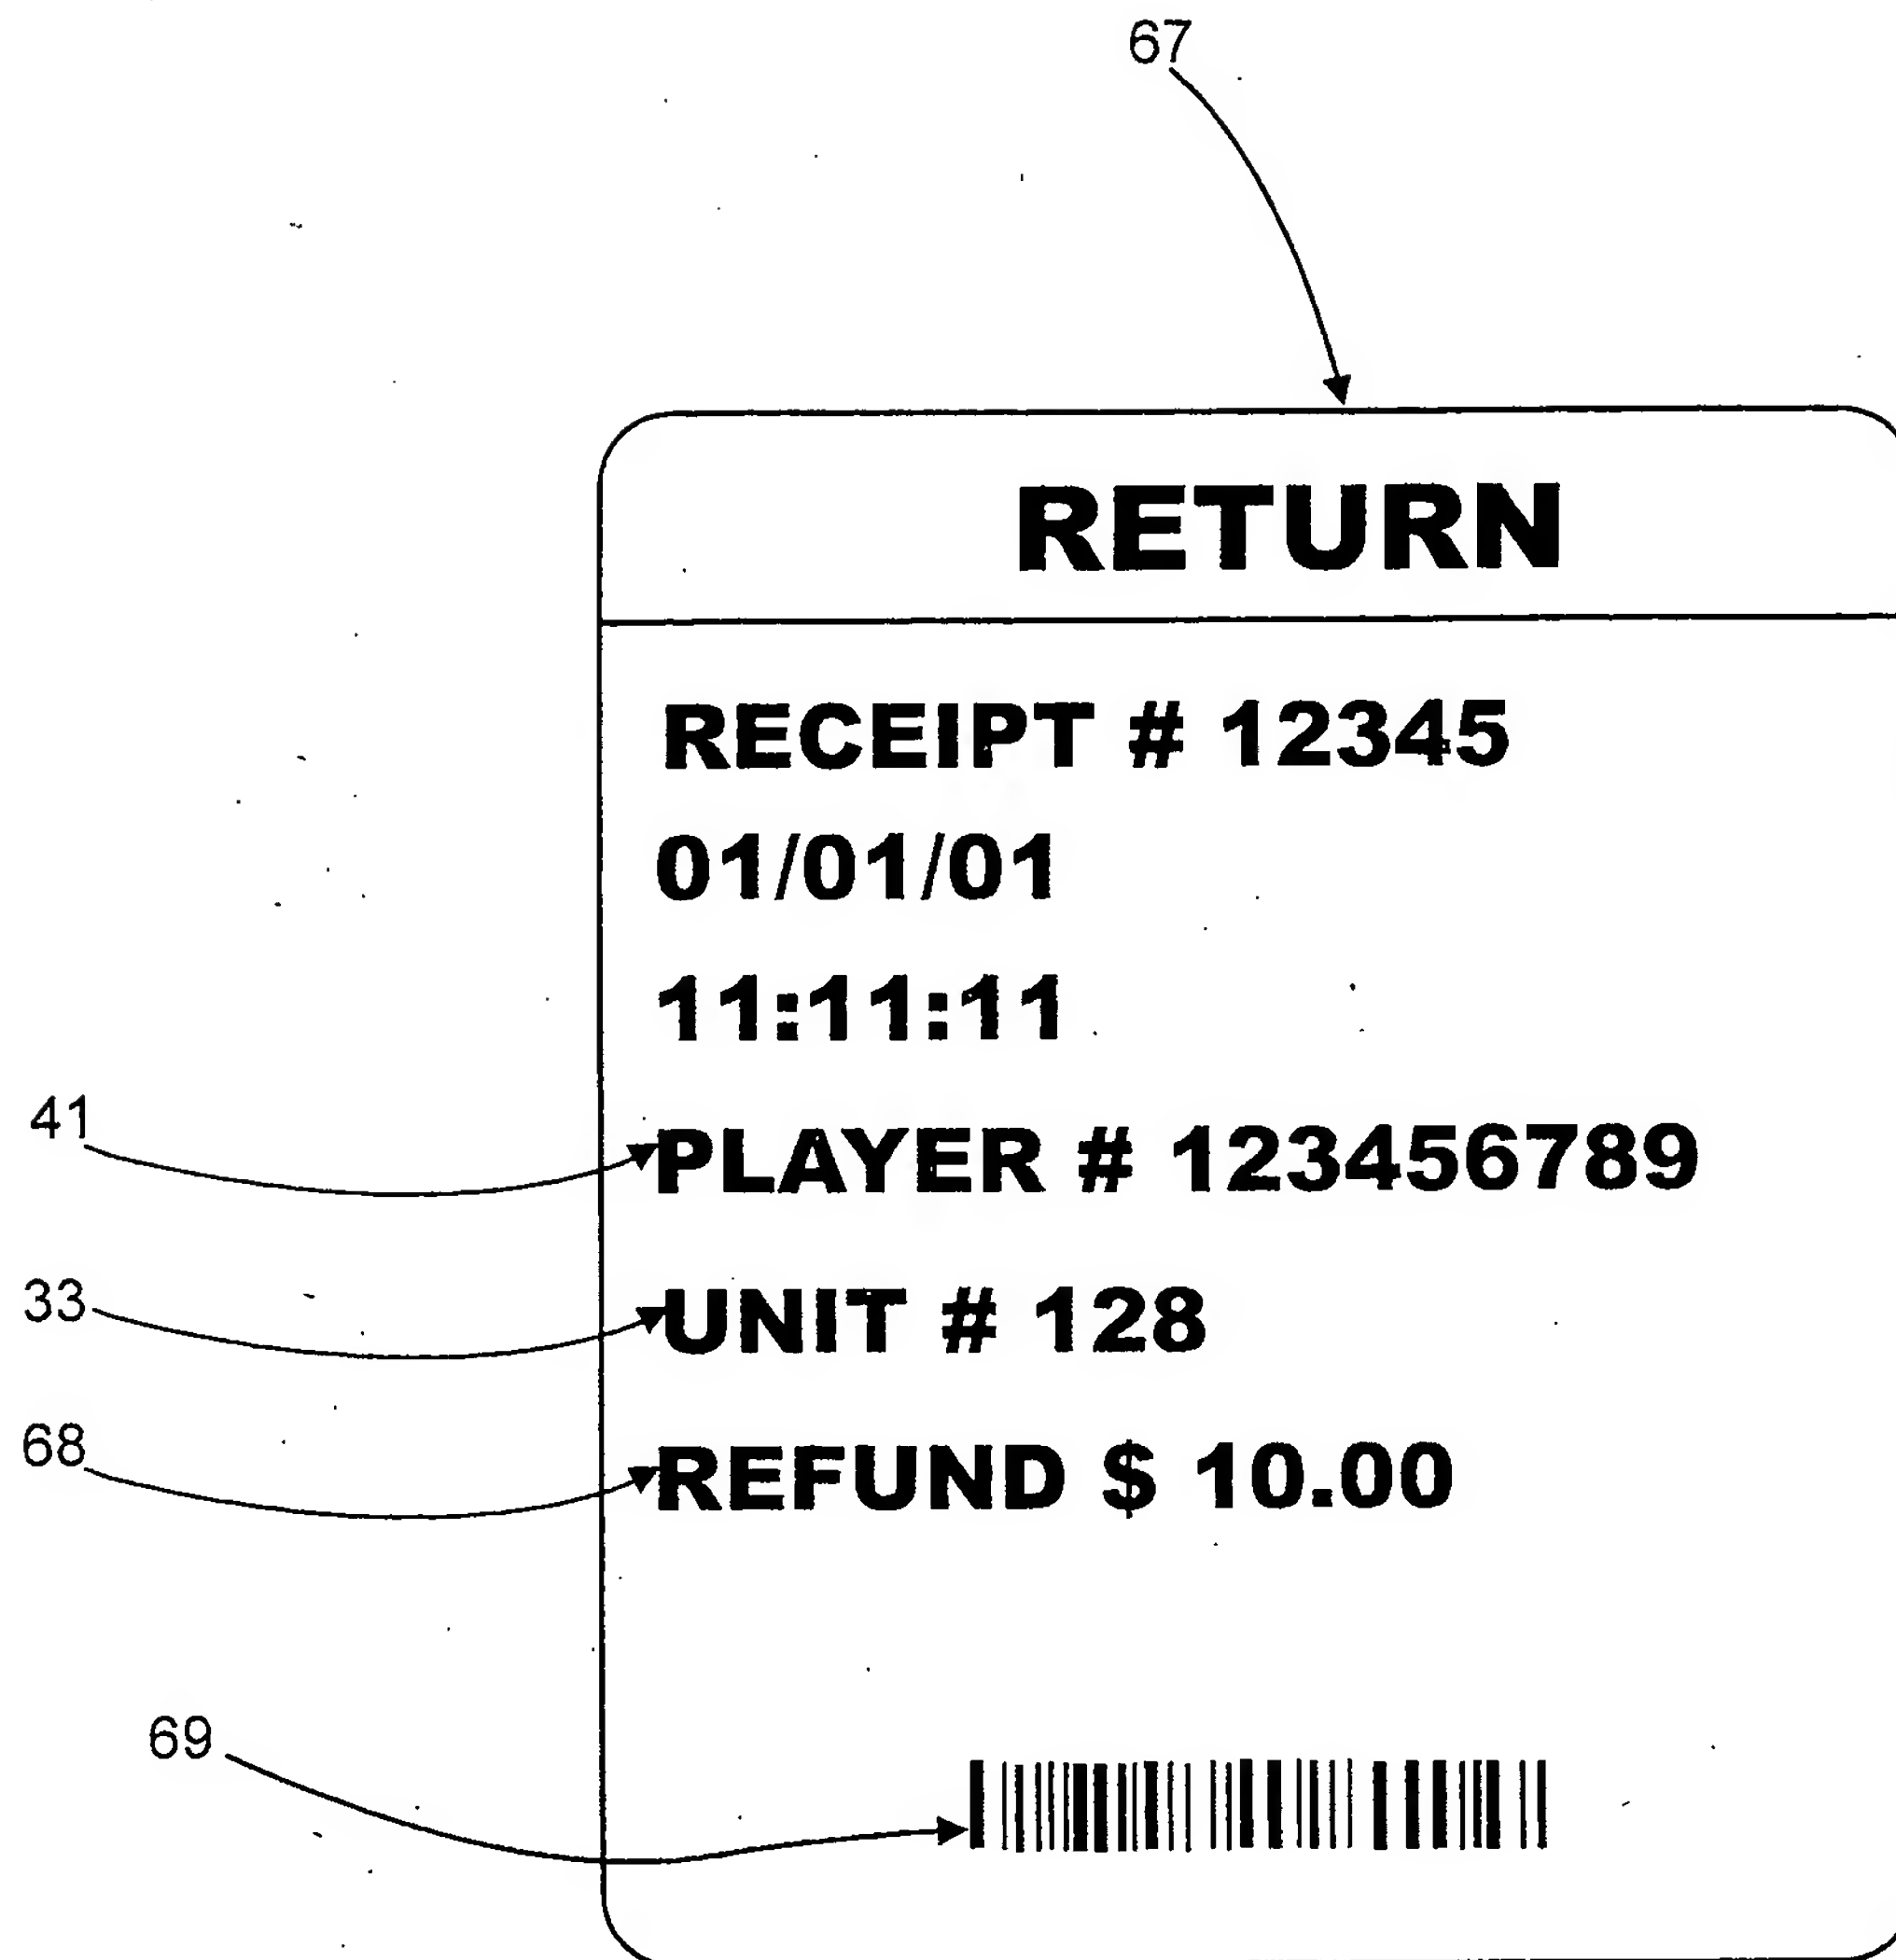 67
RETURN
RECEIPT # 12345
01/01/01
11:11:11
41
PLAYER # 123456789
33
UNIT # 128
68
REFUND $ 10.00
69